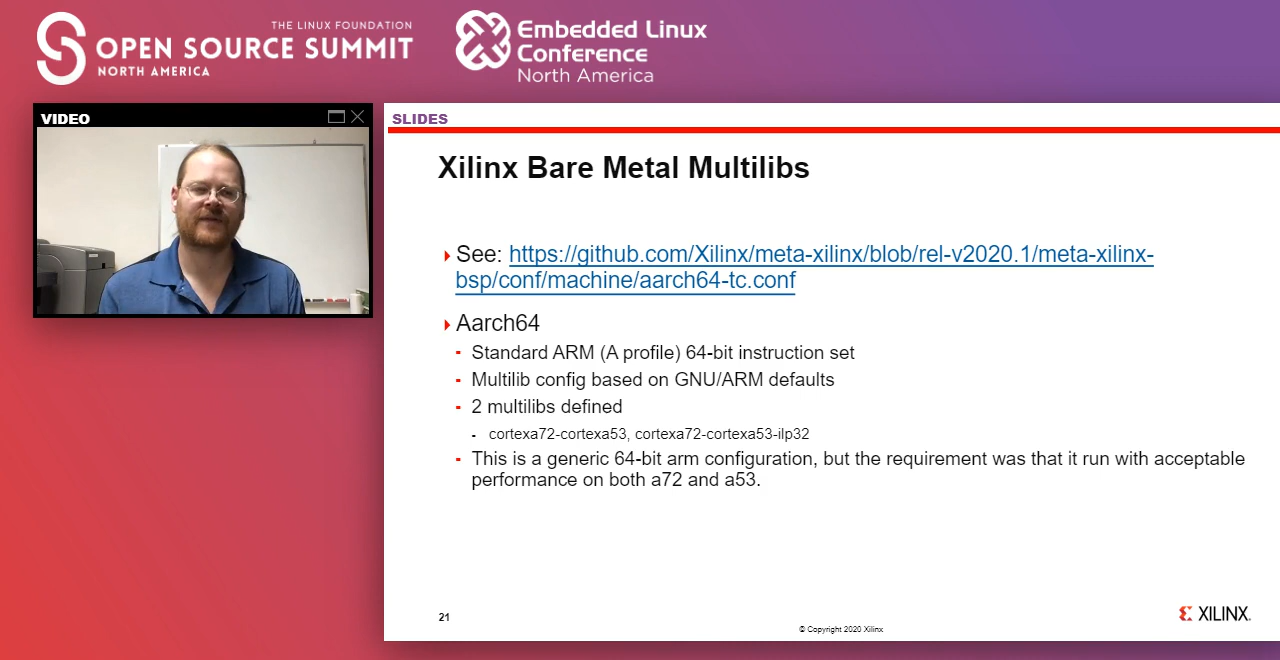 THE LINUX FOUNDATION
OPEN SOURCE SUMMIT
NORTH AMERICA
Embedded Linux
Conference
North America
VIDEO
SLIDES
Xilinx Bare Metal Multilibs
See: https://github.com/Xilinx/meta-xilinx/blob/rel-v2020.1/meta-xilinx-
bsp/conf/machine/aarch64-tc.conf
Aarch64
- Standard ARM (A profile) 64-bit instruction set
- Multilib config based on GNU/ARM defaults
- 2 multilibs defined
- cortexa72-cortexa53, cortexa72-cortexa53-ilp32
- This is a generic 64-bit arm configuration, but the requirement was that it run with acceptable
performance on both a72 and a53.
21
© Copyright 2020 Xilinx
XILINX.